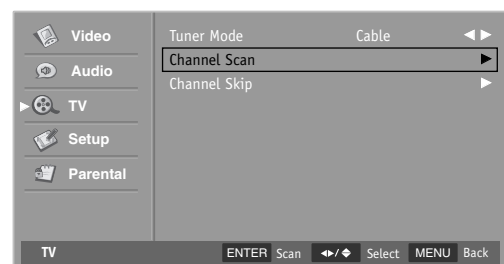 Video
Audio
TV
Setup
Parental
Tuner Mode Cable
Channel Scan
Channel Skip
TV ENTER Scan Select MENU Back